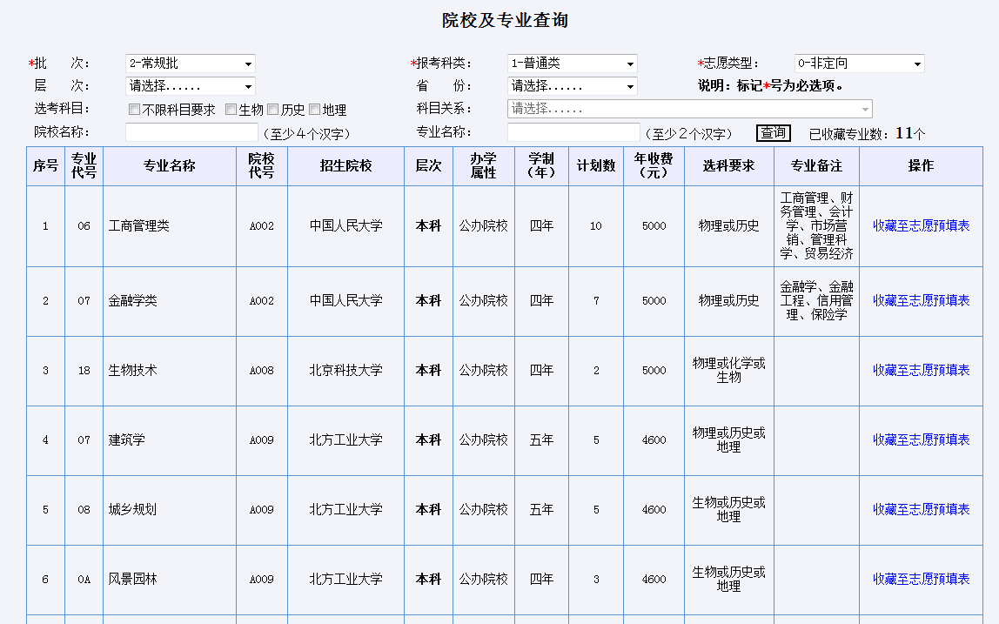 院校及专业查询
*批 次： 2-常规批 *报考科类： 1-普通类 *志愿类型： 0-非定向
层 次： 请选择...... 省 份： 请选择...... 说明：标记*号为必选项。
选考科目： 不限科目要求 生物 历史 地理 科目关系： 请选择......
院校名称： （至少４个汉字） 专业名称： （至少２个汉字） 查询 已收藏专业数：11个
序号 专业代号 专业名称 院校代号 招生院校 层次 办学属性 学制（年） 计划数 年收费（元） 选科要求 专业备注 操作
1 06 工商管理类 A002 中国人民大学 本科 公办院校 四年 10 5000 物理或历史 工商管理、财务管理、会计学、市场营销、管理科学、贸易经济 收藏至志愿预填表
2 07 金融学类 A002 中国人民大学 本科 公办院校 四年 7 5000 物理或历史 金融学、金融工程、信用管理、保险学 收藏至志愿预填表
3 18 生物技术 A008 北京科技大学 本科 公办院校 四年 2 5000 物理或化学或生物 收藏至志愿预填表
4 07 建筑学 A009 北方工业大学 本科 公办院校 五年 5 4600 物理或历史或地理 收藏至志愿预填表
5 08 城乡规划 A009 北方工业大学 本科 公办院校 五年 5 4600 生物或历史或地理 收藏至志愿预填表
6 0A 风景园林 A009 北方工业大学 本科 公办院校 四年 3 4600 生物或历史或地理 收藏至志愿预填表